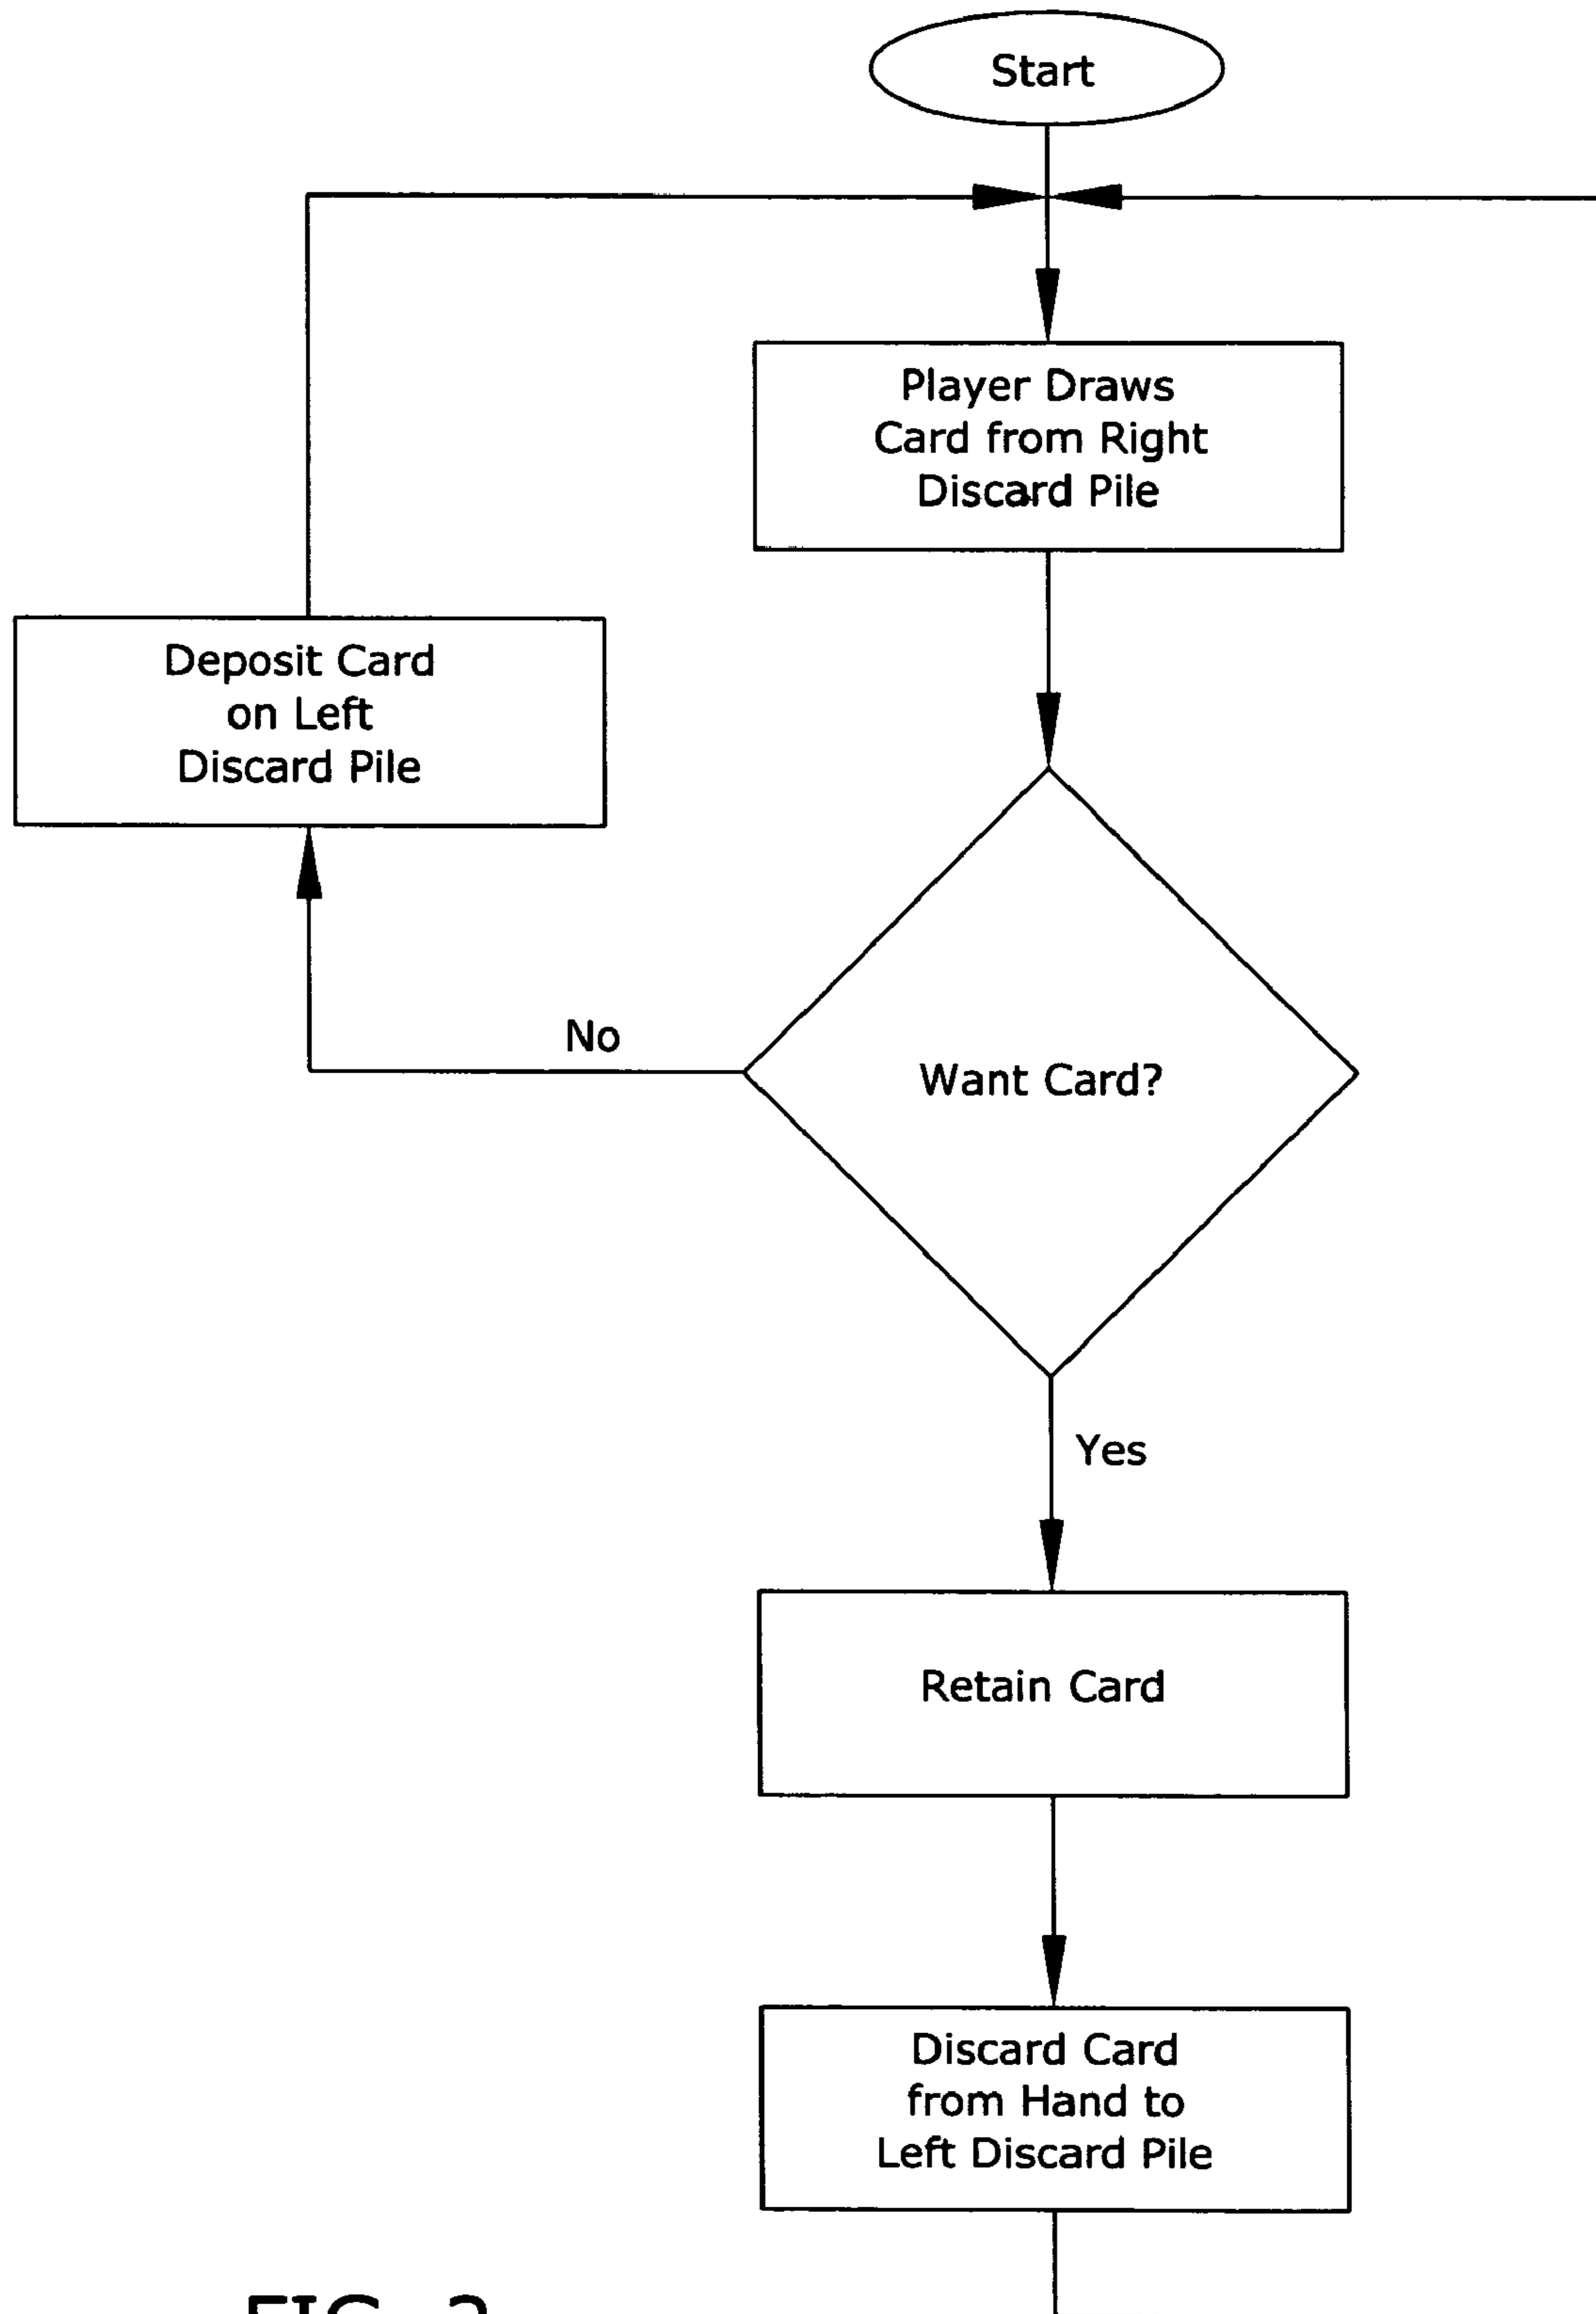 Start
Player Draws
Card from Right
Discard Pile
Deposit Card
on Left
Discard Pile
No
Want Card?
Yes
Retain Card
Discard Card
from Hand to
Left Discard Pile
FIG.